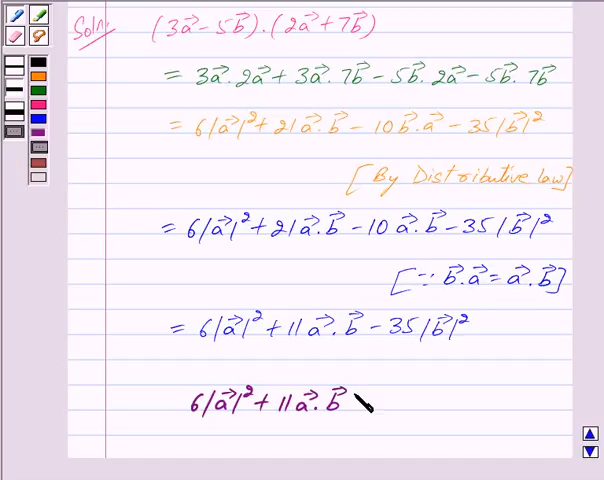 Soln: (3a⃗ - 5b⃗) . (2a⃗ + 7b⃗)
= 3a⃗ . 2a⃗ + 3a⃗ . 7b⃗ - 5b⃗ . 2a⃗ - 5b⃗ . 7b⃗
= 6|a⃗|² + 21a⃗ . b⃗ - 10b⃗ . a⃗ - 35|b⃗|²
[By Distributive law]
= 6|a⃗|² + 21a⃗ . b⃗ - 10a⃗ . b⃗ - 35|b⃗|²
[∵ b⃗ . a⃗ = a⃗ . b⃗]
= 6|a⃗|² + 11a⃗ . b⃗ - 35|b⃗|²
6|a⃗|² + 11a⃗ . b⃗